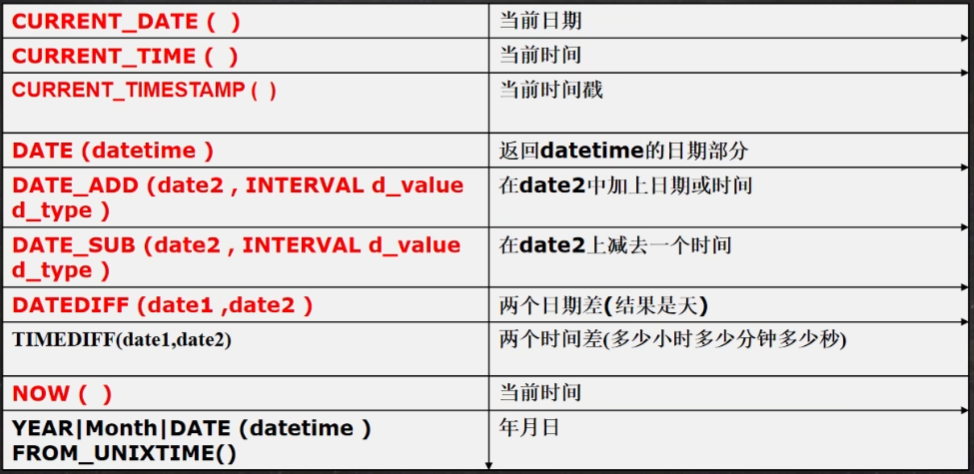 CURRENT_DATE (  )
当前日期
CURRENT_TIME (  )
当前时间
CURRENT_TIMESTAMP (  )
当前时间戳
DATE (datetime )
返回datetime的日期部分
DATE_ADD (date2 , INTERVAL d_value
d_type )
在date2中加上日期或时间
DATE_SUB (date2 , INTERVAL d_value
d_type )
在date2上减去一个时间
DATEDIFF (date1 ,date2 )
两个日期差(结果是天)
TIMEDIFF(date1,date2)
两个时间差(多少小时多少分钟多少秒)
NOW (  )
当前时间
YEAR|Month|DATE (datetime )
FROM_UNIXTIME()
年月日